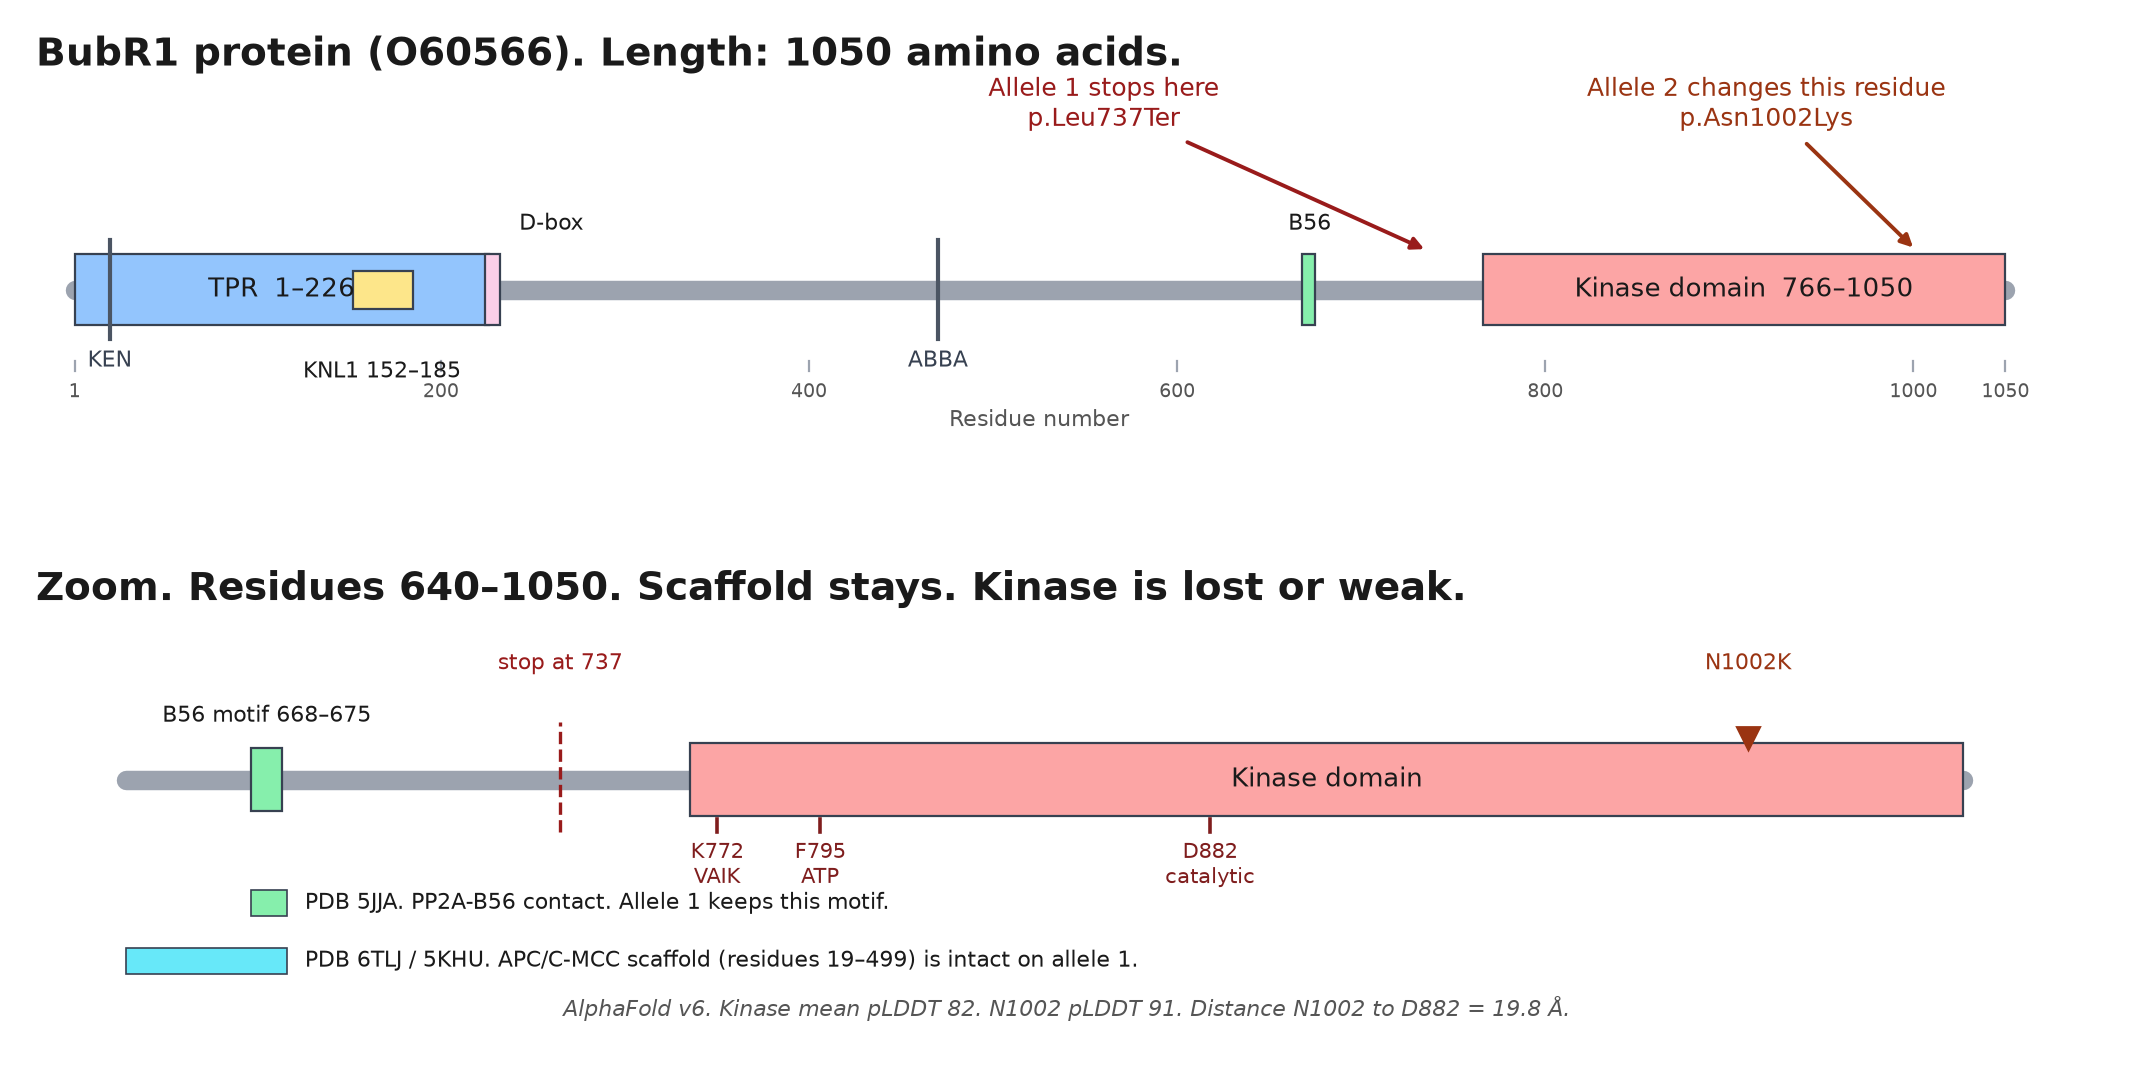 BubR1 protein (O60566). Length: 1050 amino acids.
Allele 1 stops here
p.Leu737Ter
Allele 2 changes this residue
p.Asn1002Lys
D-box
B56
TPR  1–226
Kinase domain  766–1050
KEN
KNL1 152–185
ABBA
1
200
400
600
800
1000
1050
Residue number
Zoom. Residues 640–1050. Scaffold stays. Kinase is lost or weak.
stop at 737
N1002K
B56 motif 668–675
Kinase domain
K772
VAIK
F795
ATP
D882
catalytic
PDB 5JJA. PP2A-B56 contact. Allele 1 keeps this motif.
PDB 6TLJ / 5KHU. APC/C-MCC scaffold (residues 19–499) is intact on allele 1.
AlphaFold v6. Kinase mean pLDDT 82. N1002 pLDDT 91. Distance N1002 to D882 = 19.8 Å.